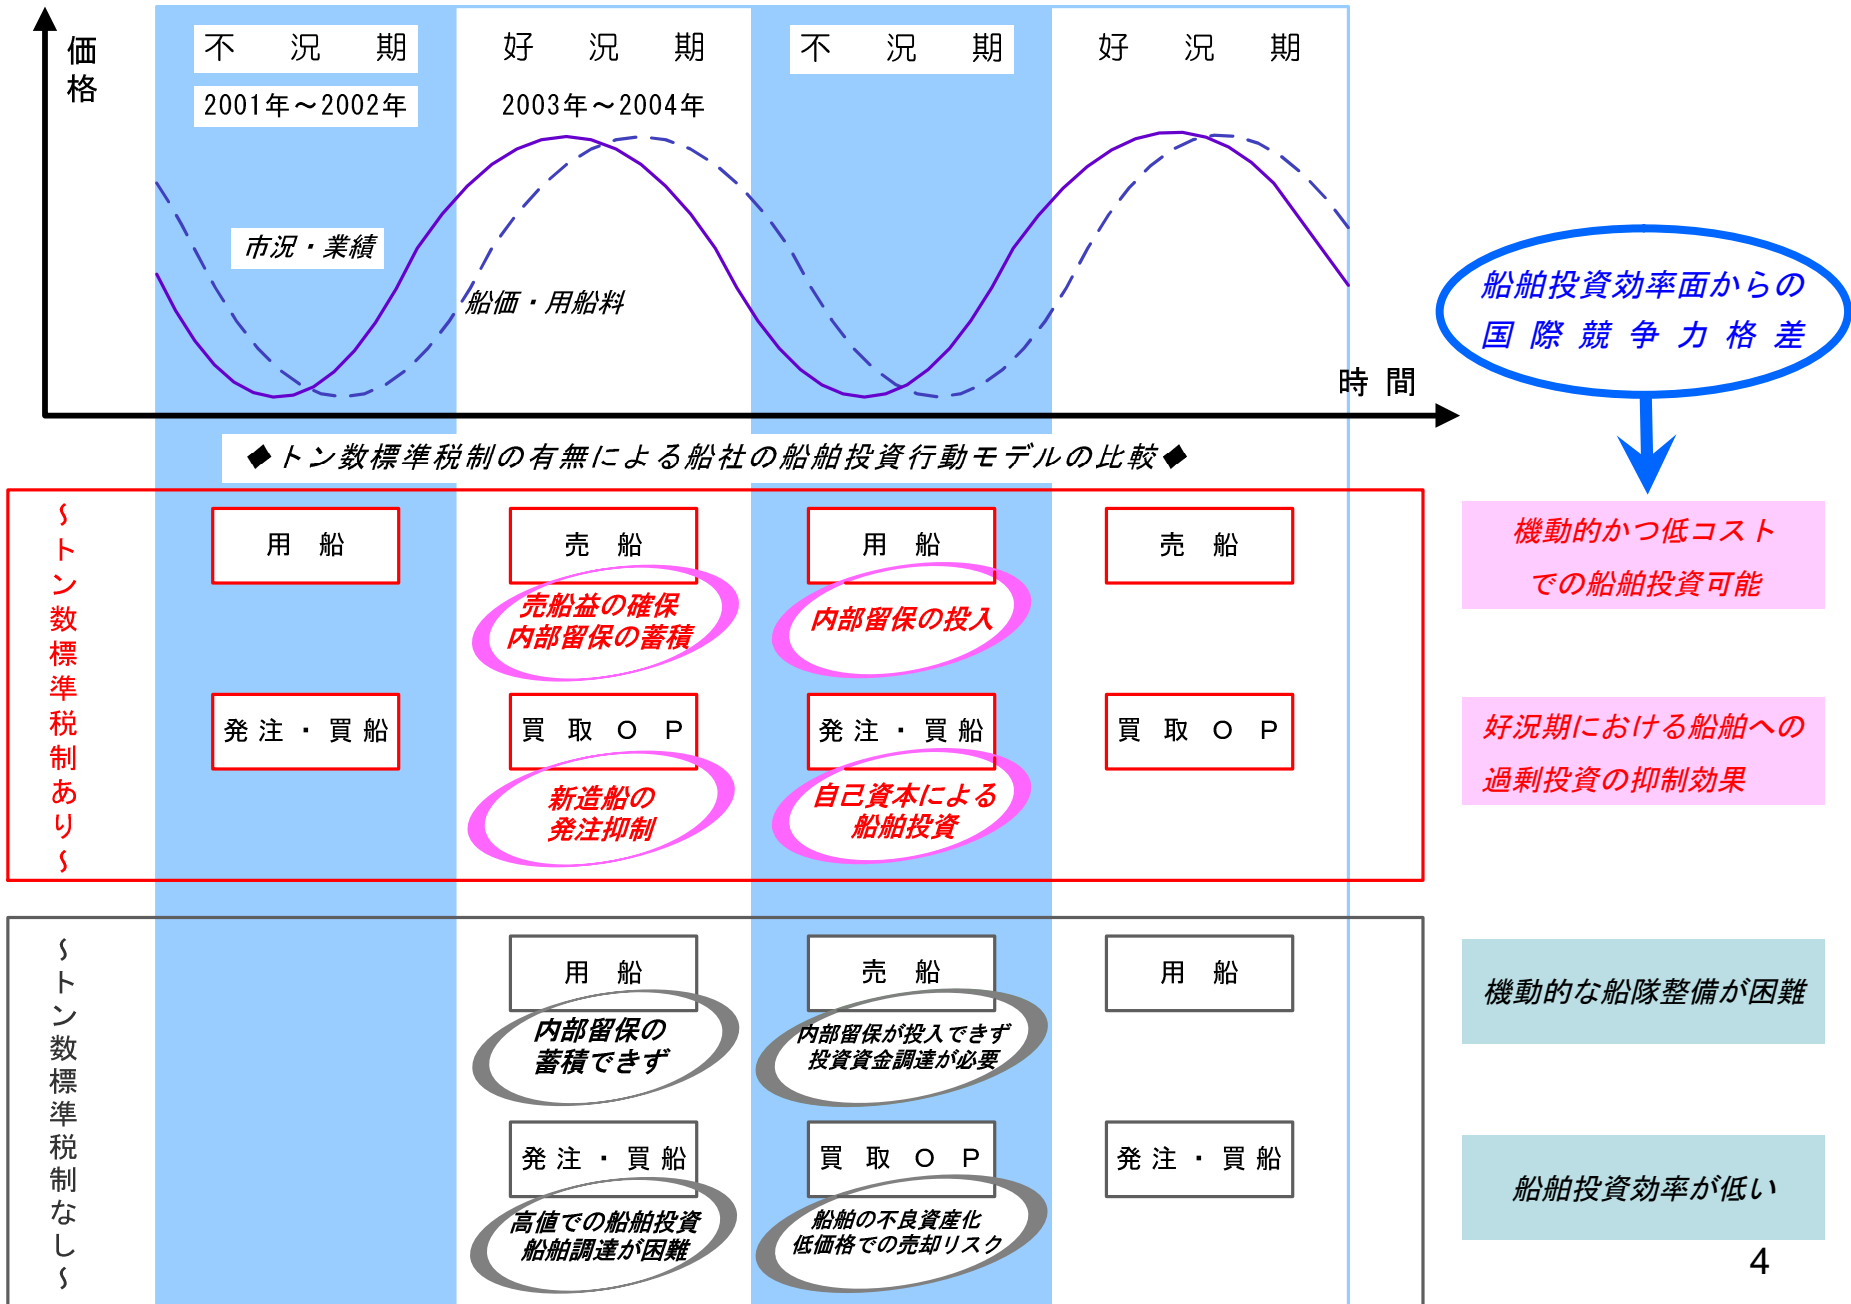 価格
不況期
好況期
不況期
好況期
2001年～2002年
2003年～2004年
市況・業績
船価・用船料
時間
船舶投資効率面からの
国際競争力格差
◆トン数標準税制の有無による船社の船舶投資行動モデルの比較◆
～トン数標準税制あり～
用船
売船
用船
売船
売船益の確保
内部留保の蓄積
内部留保の投入
発注・買船
買取ＯＰ
発注・買船
買取ＯＰ
新造船の
発注抑制
自己資本による
船舶投資
機動的かつ低コスト
での船舶投資可能
好況期における船舶への
過剰投資の抑制効果
～トン数標準税制なし～
用船
売船
用船
内部留保の
蓄積できず
内部留保が投入できず
投資資金調達が必要
発注・買船
買取ＯＰ
発注・買船
高値での船舶投資
船舶調達が困難
船舶の不良資産化
低価格での売却リスク
機動的な船隊整備が困難
船舶投資効率が低い
4